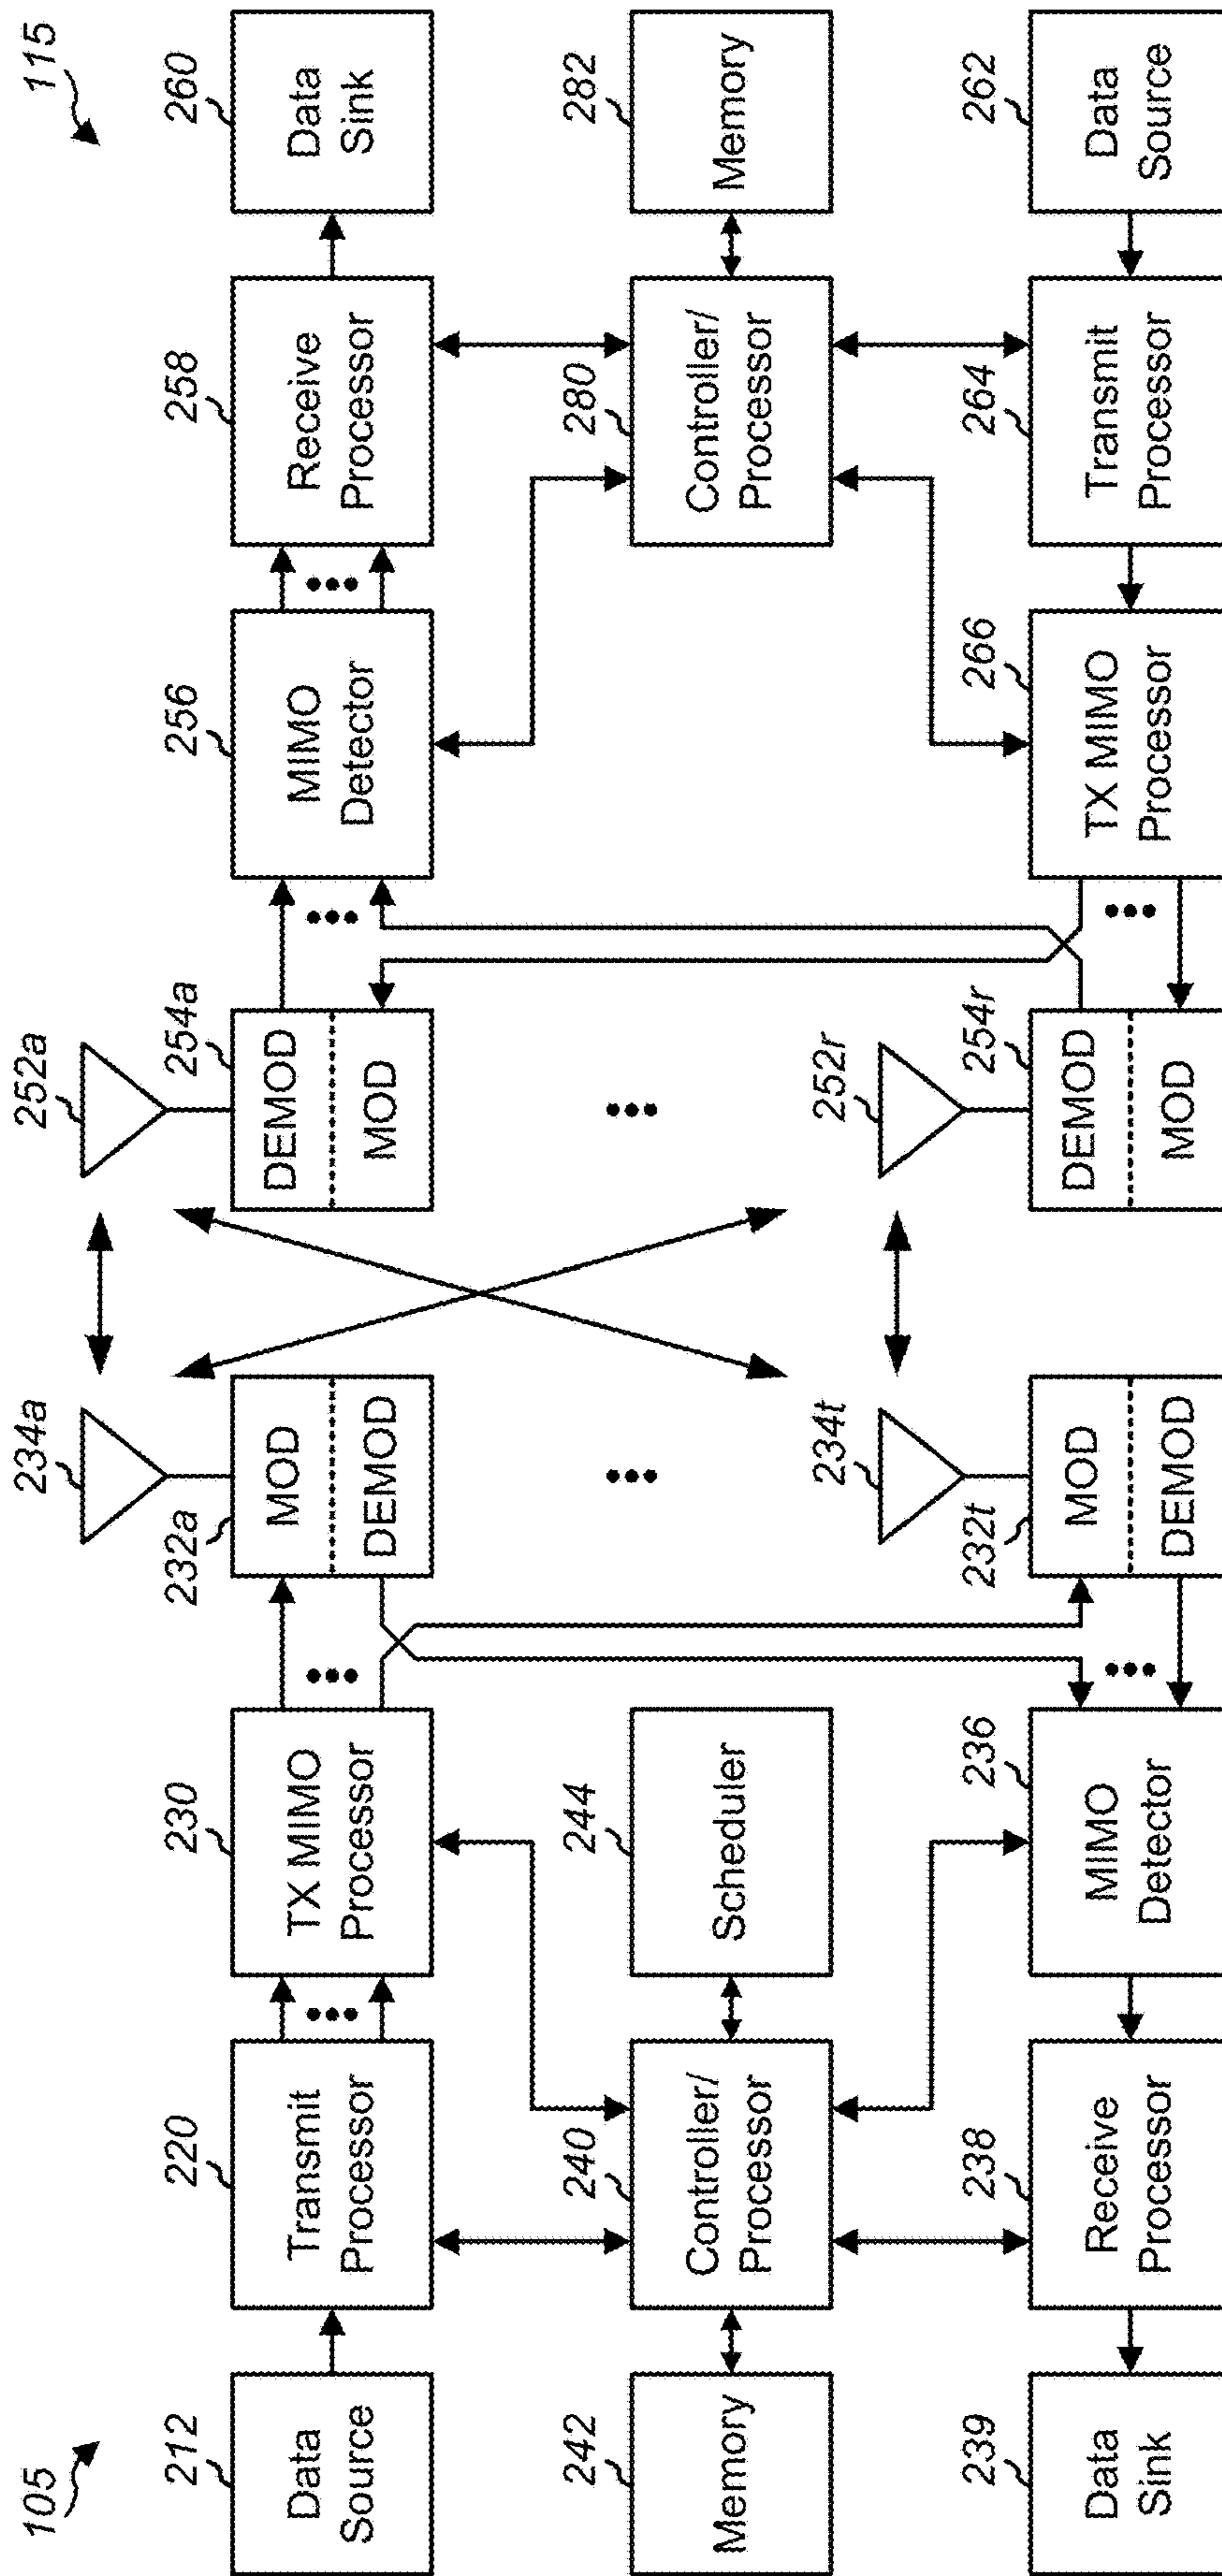 105
115
212
Data
Source
220
Transmit
Processor
230
TX MIMO
Processor
232a
MOD
DEMOD
234a
252a
254a
DEMOD
MOD
256
MIMO
Detector
258
Receive
Processor
260
Data
Sink
242
Memory
240
Controller/
Processor
244
Scheduler
280
Controller/
Processor
282
Memory
239
Data
Sink
238
Receive
Processor
236
MIMO
Detector
232t
MOD
DEMOD
234t
252r
254r
DEMOD
MOD
266
TX MIMO
Processor
264
Transmit
Processor
262
Data
Source